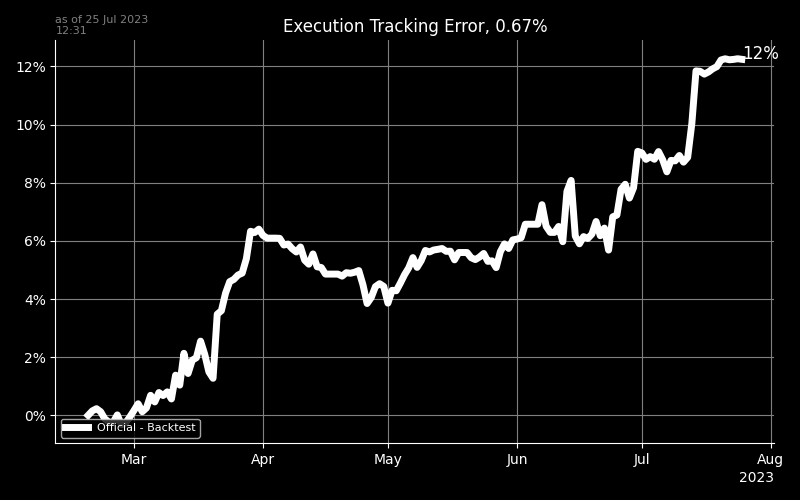 as of 25 Jul 2023
12:31
Execution Tracking Error, 0.67%
12%
12%
10%
8%
6%
4%
2%
0%
Official - Backtest
Mar Apr May Jun Jul Aug
2023